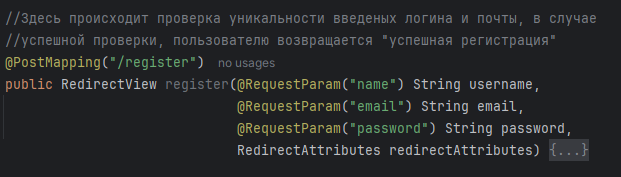 //Здесь происходит проверка уникальности введеных логина и почты, в случае
//успешной проверки, пользователю возвращается "успешная регистрация"
@PostMapping("/register") no usages
public RedirectView register(@RequestParam("name") String username,
@RequestParam("email") String email,
@RequestParam("password") String password,
RedirectAttributes redirectAttributes) {...}